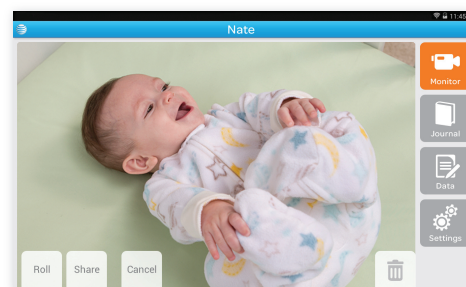 11:45
Nate
Monitor
Journal
Data
Settings
Roll
Share
Cancel